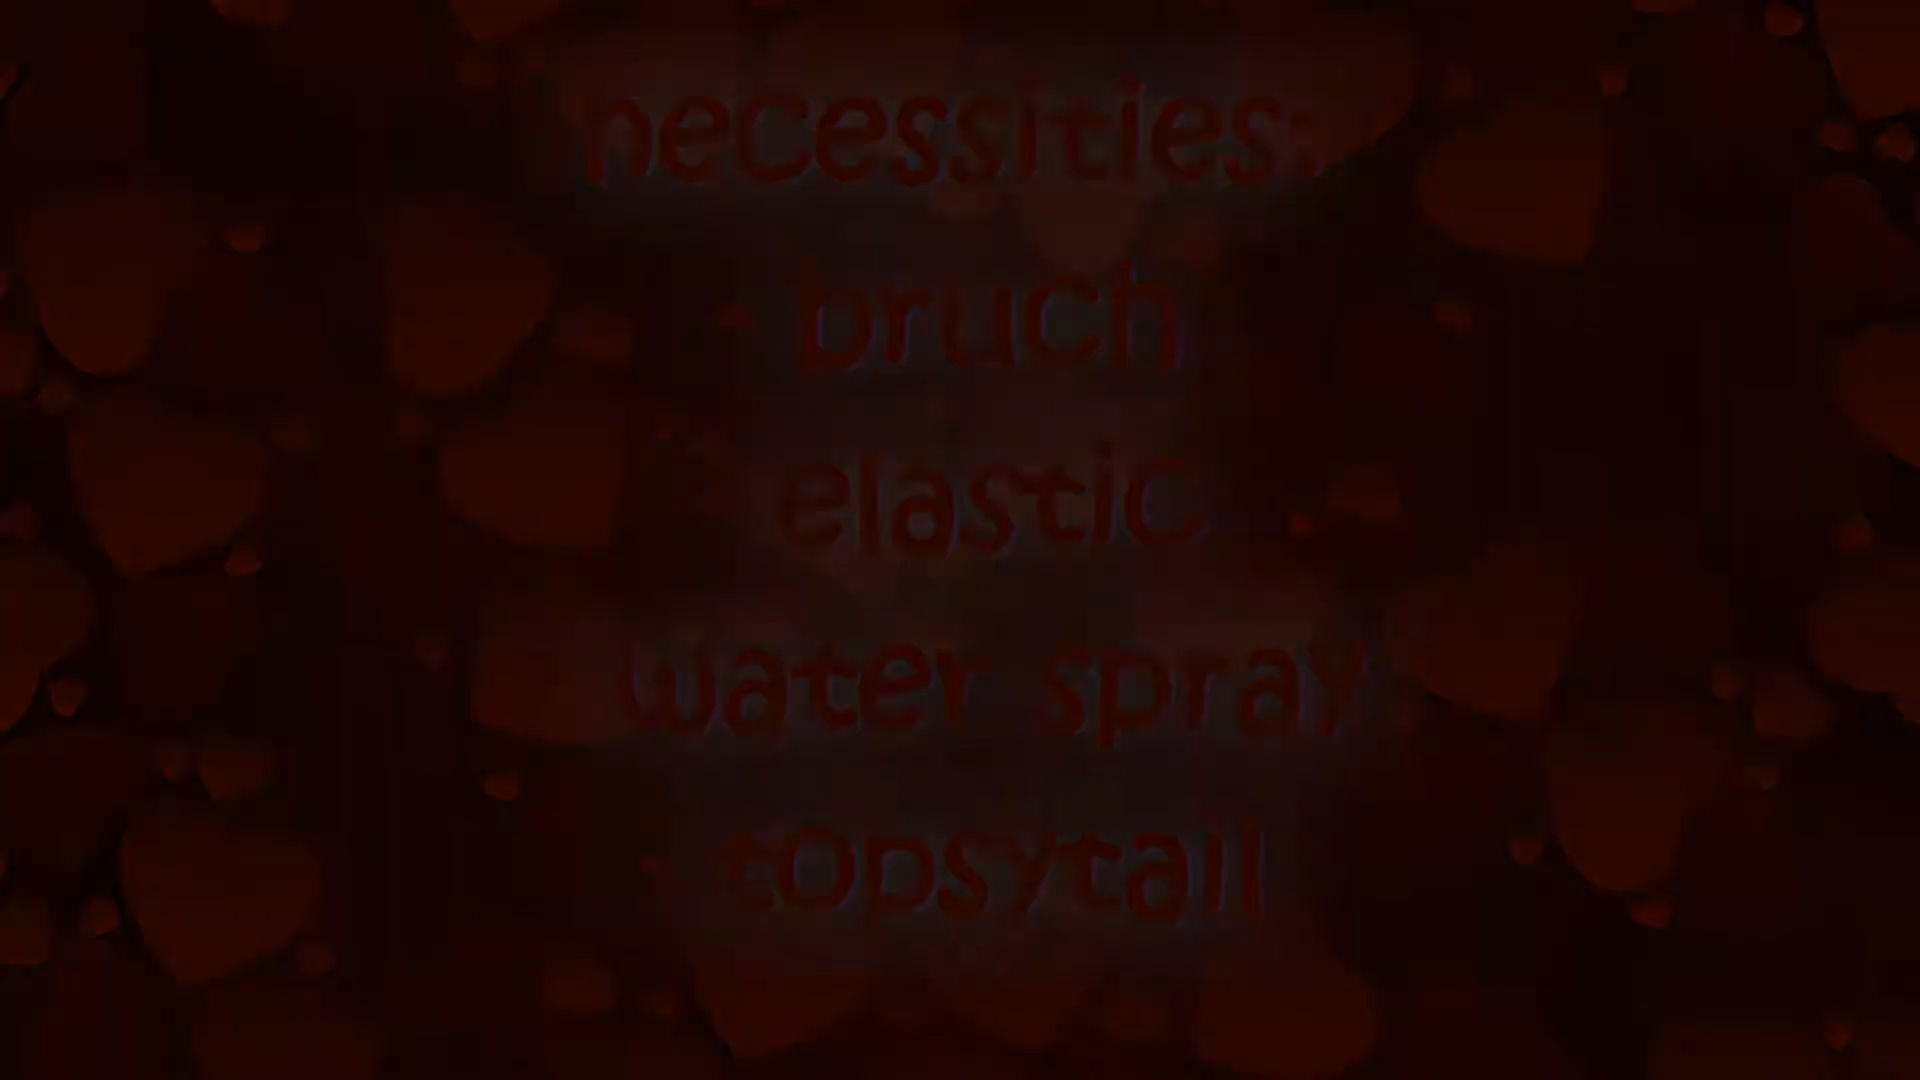 necessities:
bruch
elastic
water spray
topsytail